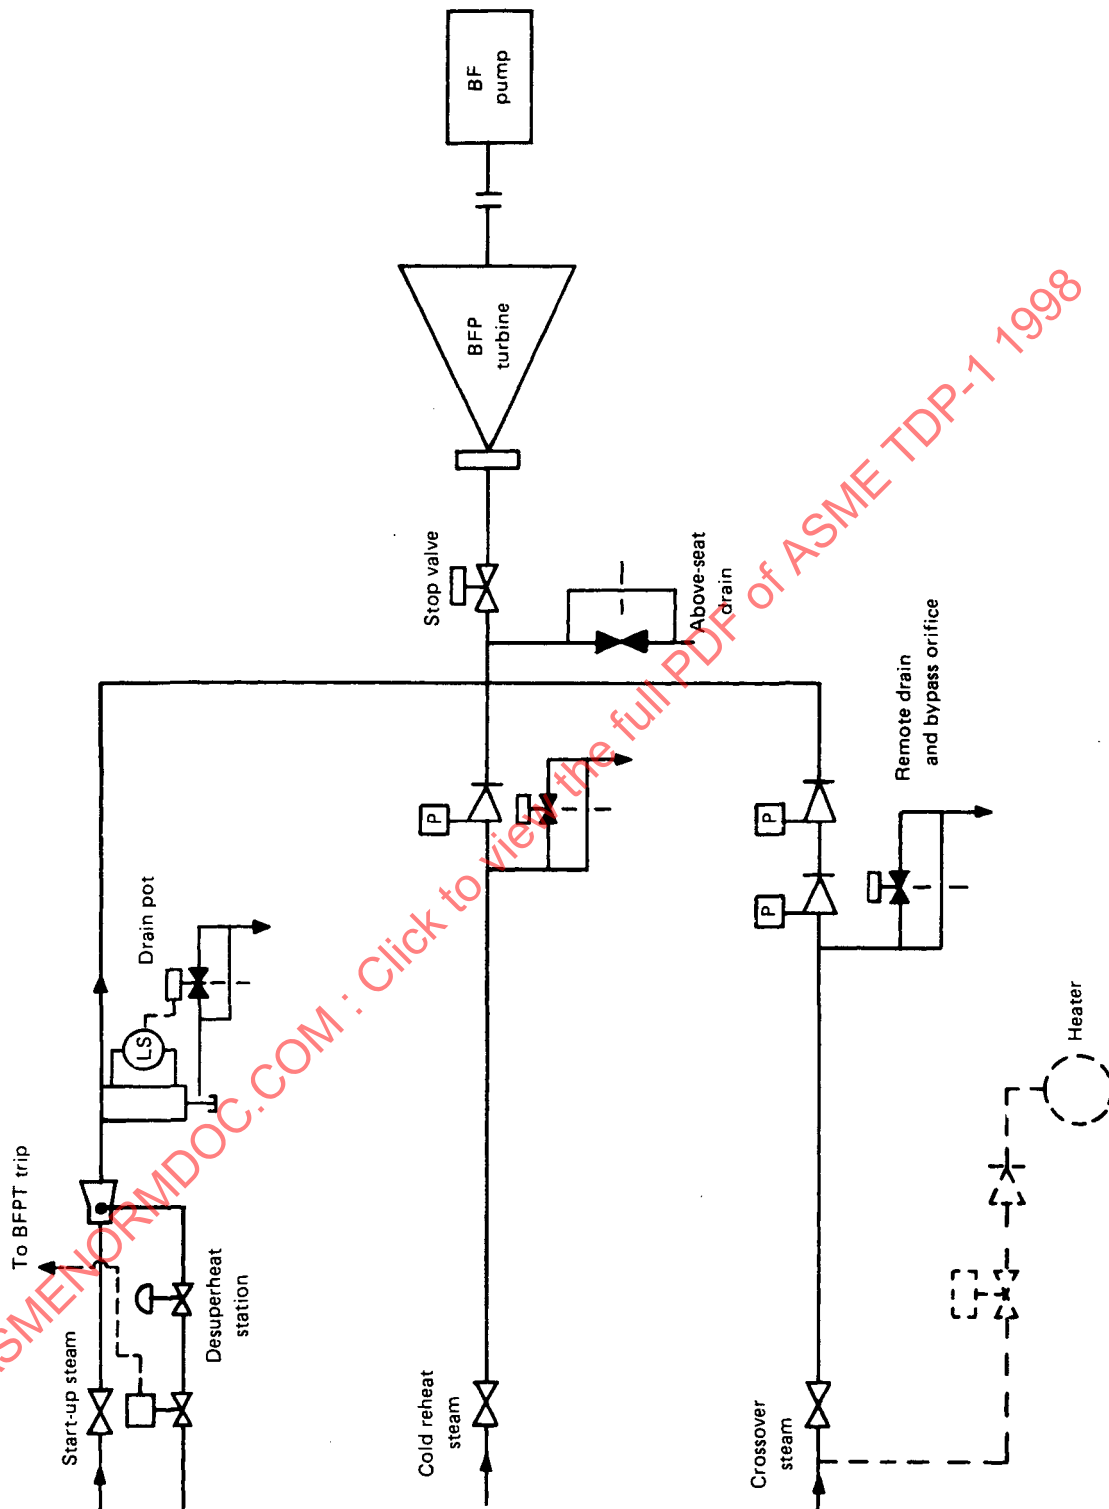 BF
pump
BFP
turbine
Stop valve
Above-seat
drain
Remote drain
and bypass orifice
P
P
P
Drain pot
LS
To BFPT trip
Desuperheat
station
Start-up steam
Cold reheat
steam
Crossover
steam
Heater
ASMENORMDOC.COM : Click to view the full PDF of ASME TDP-1 1998